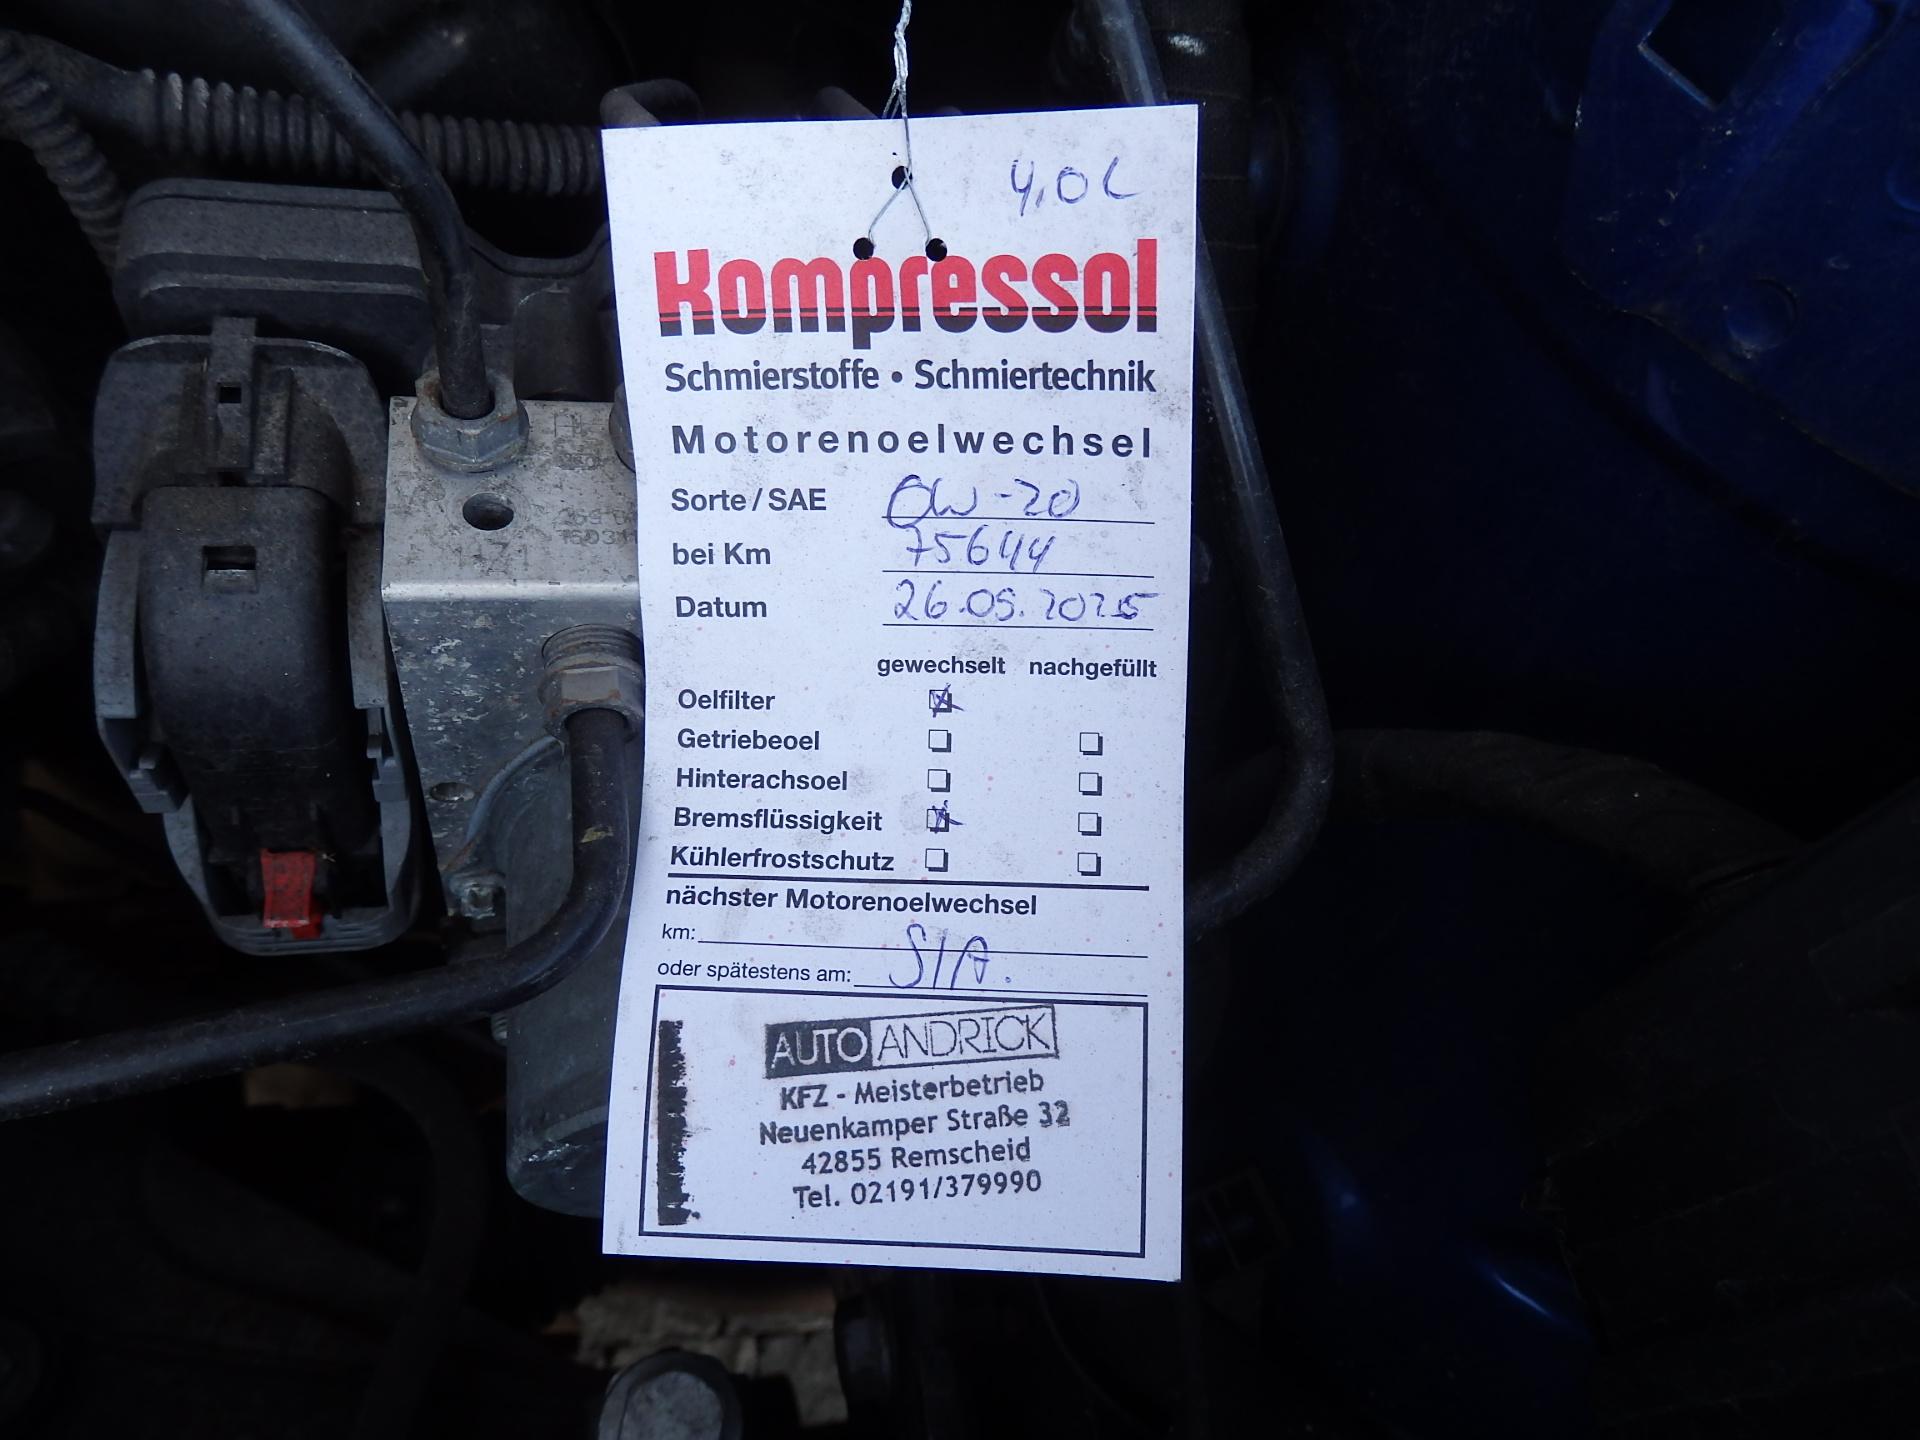 4,0L
Kompressol
Schmierstoffe • Schmiertechnik
Motorenoelwechsel
Sorte / SAE 0W-20
bei Km 75644
Datum 26.05.2025
gewechselt nachgefüllt
Oelfilter
Getriebeoel
Hinterachsoel
Bremsflüssigkeit
Kühlerfrostschutz
nächster Motorenoelwechsel
km:
oder spätestens am: SIA.
AUTO ANDRICK
KFZ - Meisterbetrieb
Neuenkamper Straße 32
42855 Remscheid
Tel. 02191/379990